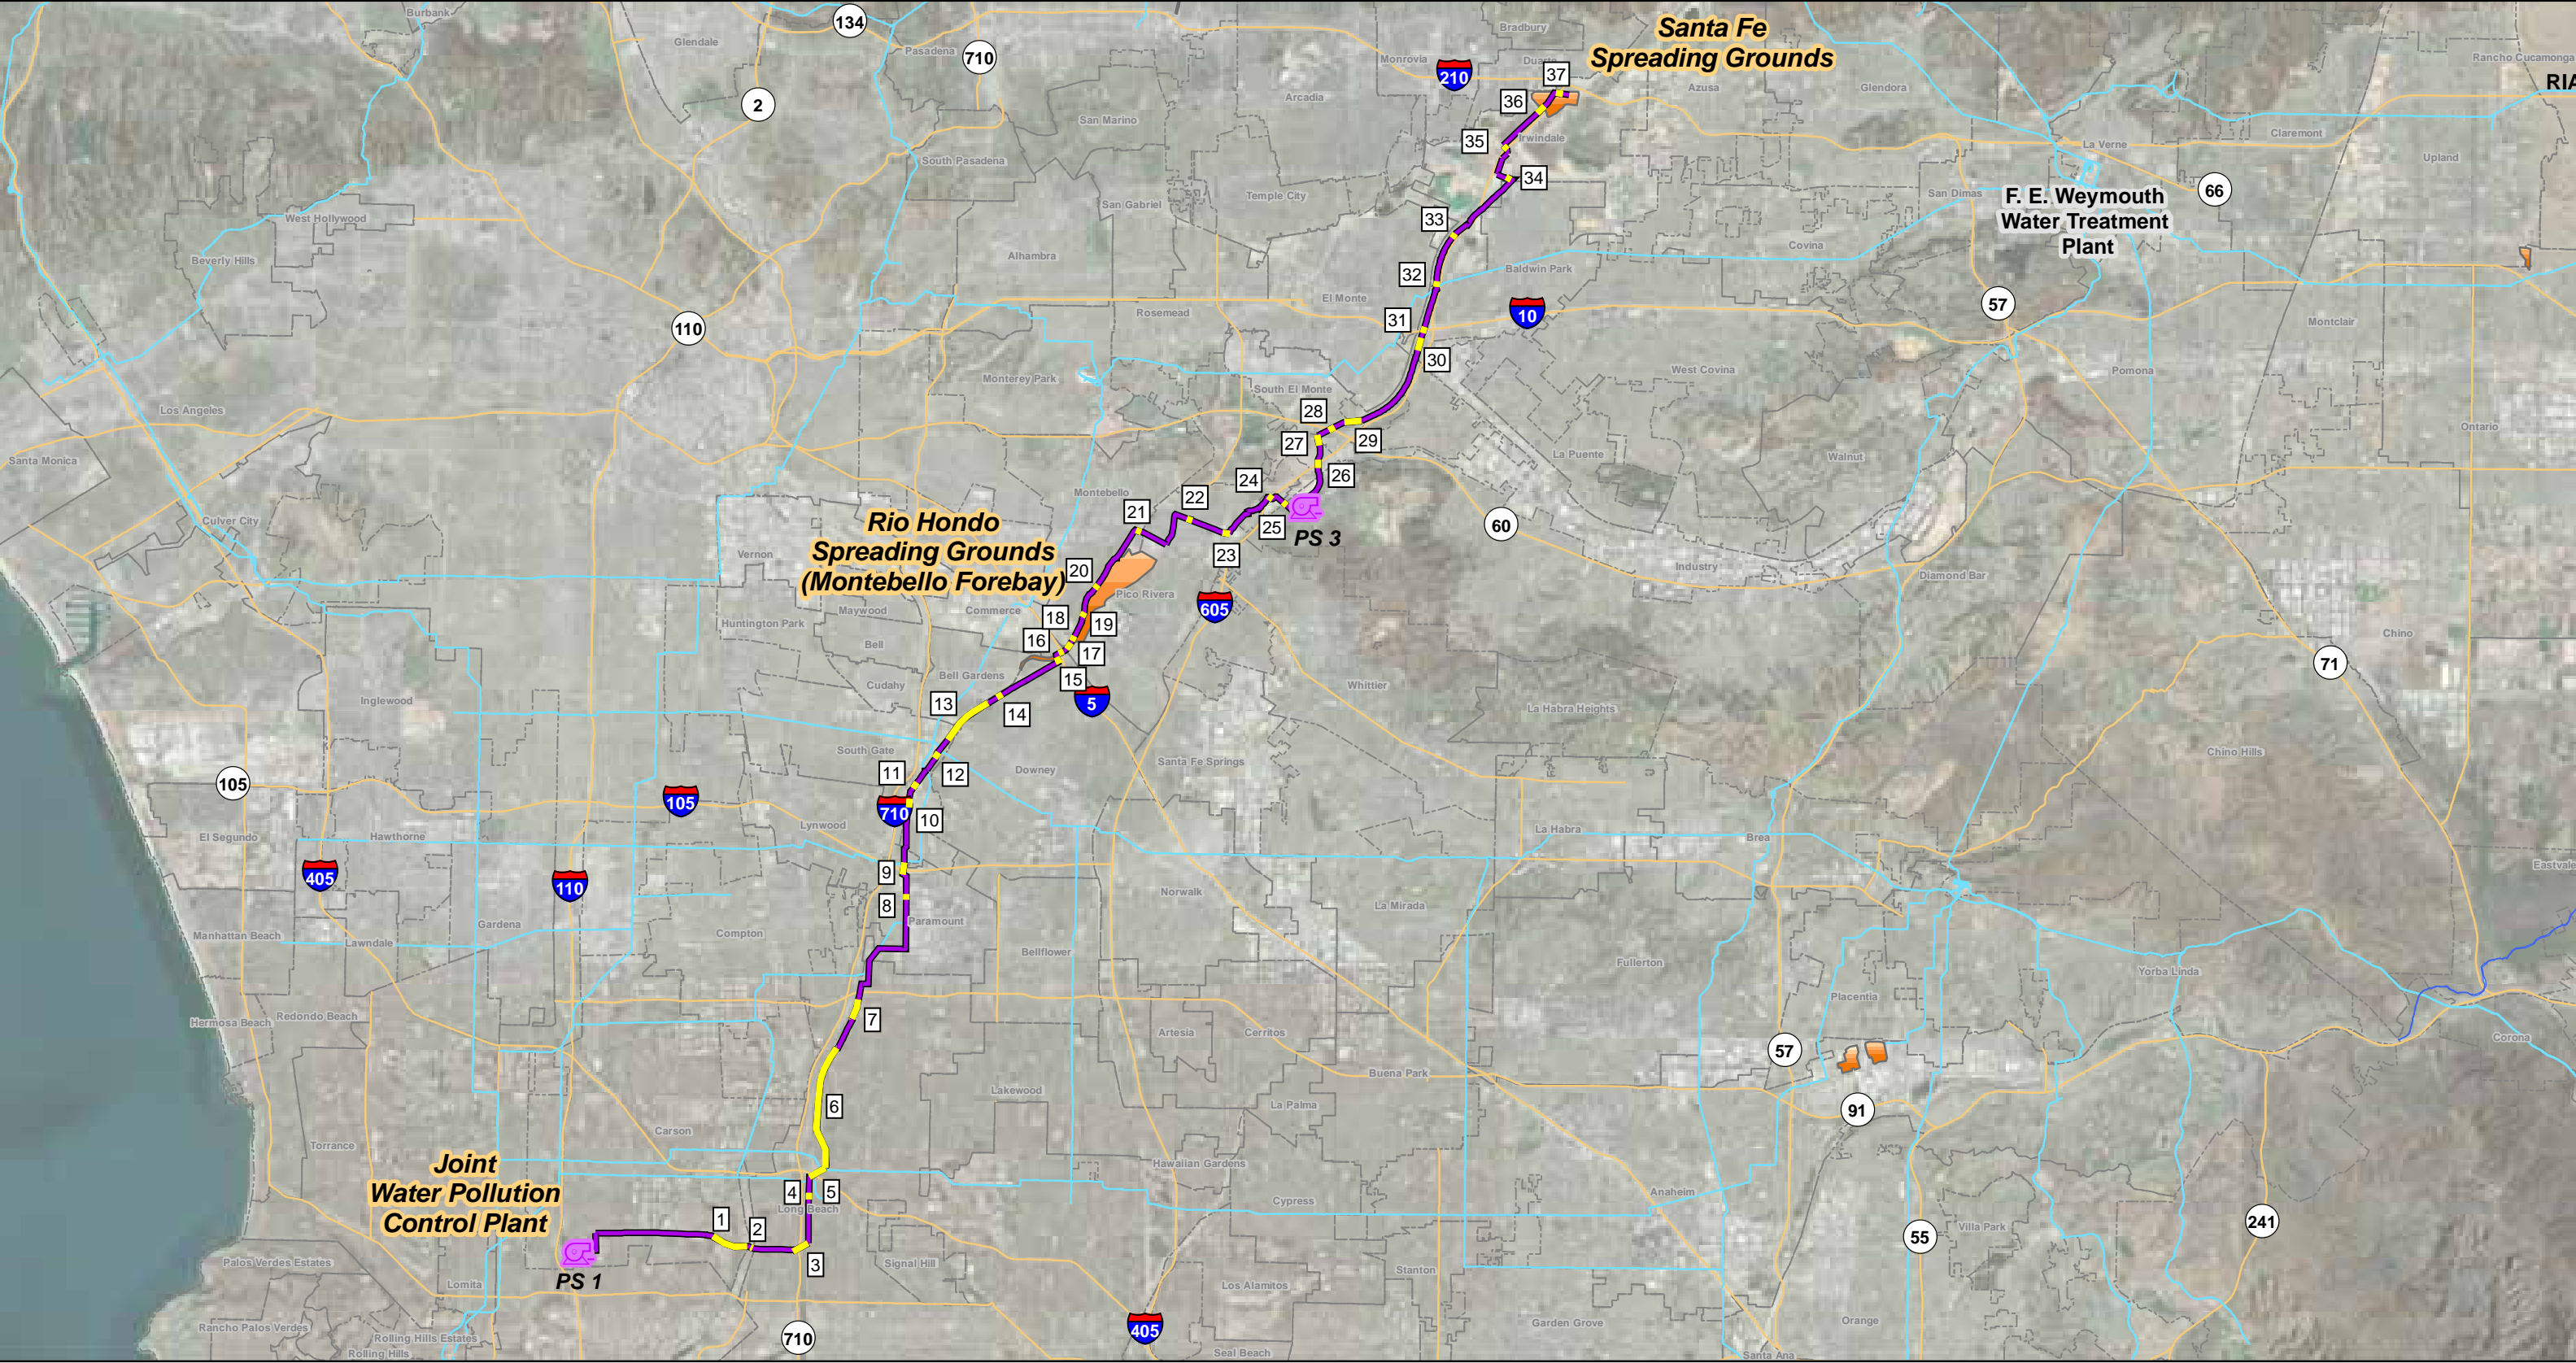 Burbank
134
Glendale
Pasadena
710
2
Bradbury
Santa Fe
Spreading Grounds
Monrovia
Duarte
37
210
36
Arcadia
Azusa
Glendora
Rancho Cucamonga
RIA
San Marino
35
Irwindale
Claremont
La Verne
Upland
South Pasadena
34
66
Temple City
San Gabriel
San Dimas
F. E. Weymouth
Water Treatment
Plant
West Hollywood
33
Covina
Beverly Hills
Alhambra
32
Baldwin Park
El Monte
57
Rosemead
10
31
110
Montclair
30
Monterey Park
West Covina
Pomona
South El Monte
Los Angeles
28
27
29
Ontario
Santa Monica
La Puente
Walnut
24
26
Montebello
22
21
25
Culver City
Rio Hondo
Spreading Grounds
(Montebello Forebay)
60
PS 3
23
Vernon
20
Industry
Diamond Bar
Pico Rivera
605
Maywood
Commerce
18
19
Huntington Park
Chino
16
Bell
17
71
Bell Gardens
15
Cudahy
Whittier
5
Inglewood
13
14
La Habra Heights
South Gate
Chino Hills
Santa Fe Springs
11
12
Downey
105
105
710
10
Lynwood
La Habra
El Segundo
Hawthorne
Brea
9
Eastvale
405
110
Norwalk
8
La Mirada
Paramount
Gardena
Manhattan Beach
Lawndale
Compton
Bellflower
Fullerton
Yorba Linda
Placentia
Redondo Beach
Hermosa Beach
7
Artesia
Cerritos
Corona
57
Buena Park
Lakewood
La Palma
6
91
Carson
Torrance
Joint
Water Pollution
Control Plant
Hawaiian Gardens
4
5
Cypress
Anaheim
Long Beach
1
2
Villa Park
241
55
3
Palos Verdes Estates
Signal Hill
PS 1
Lomita
Los Alamitos
Stanton
Rancho Palos Verdes
Rolling Hills Estates
710
405
Garden Grove
Orange
Rolling Hills
Seal Beach
Santa Ana